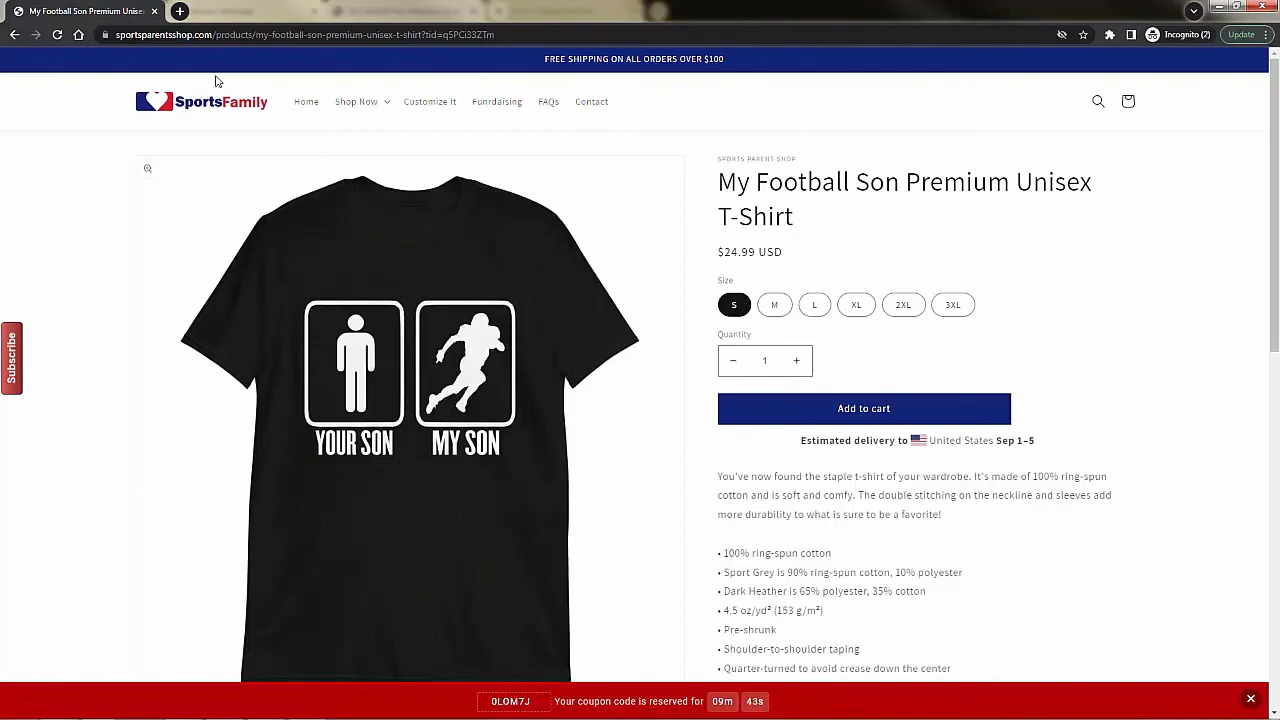 My Football Son Premium Unise
sportsparentsshop.com/products/my-football-son-premium-unisex-t-shirt?tid=q5PCi33ZTm
Incognito (2)
Update
FREE SHIPPING ON ALL ORDERS OVER $100
SportsFamily
Home
Shop Now
Customize It
Funrdaising
FAQs
Contact
SPORTS PARENT SHOP
My Football Son Premium Unisex
T-Shirt
$24.99 USD
Size
S
M
L
XL
2XL
3XL
Quantity
− 1 +
Add to cart
Estimated delivery to United States Sep 1–5
You've now found the staple t-shirt of your wardrobe. It's made of 100% ring-spun
cotton and is soft and comfy. The double stitching on the neckline and sleeves add
more durability to what is sure to be a favorite!
• 100% ring-spun cotton
• Sport Grey is 90% ring-spun cotton, 10% polyester
• Dark Heather is 65% polyester, 35% cotton
• 4.5 oz/yd² (153 g/m²)
• Pre-shrunk
• Shoulder-to-shoulder taping
• Quarter-turned to avoid crease down the center
YOUR SON
MY SON
Subscribe
0LOM7J Your coupon code is reserved for 09m 43s